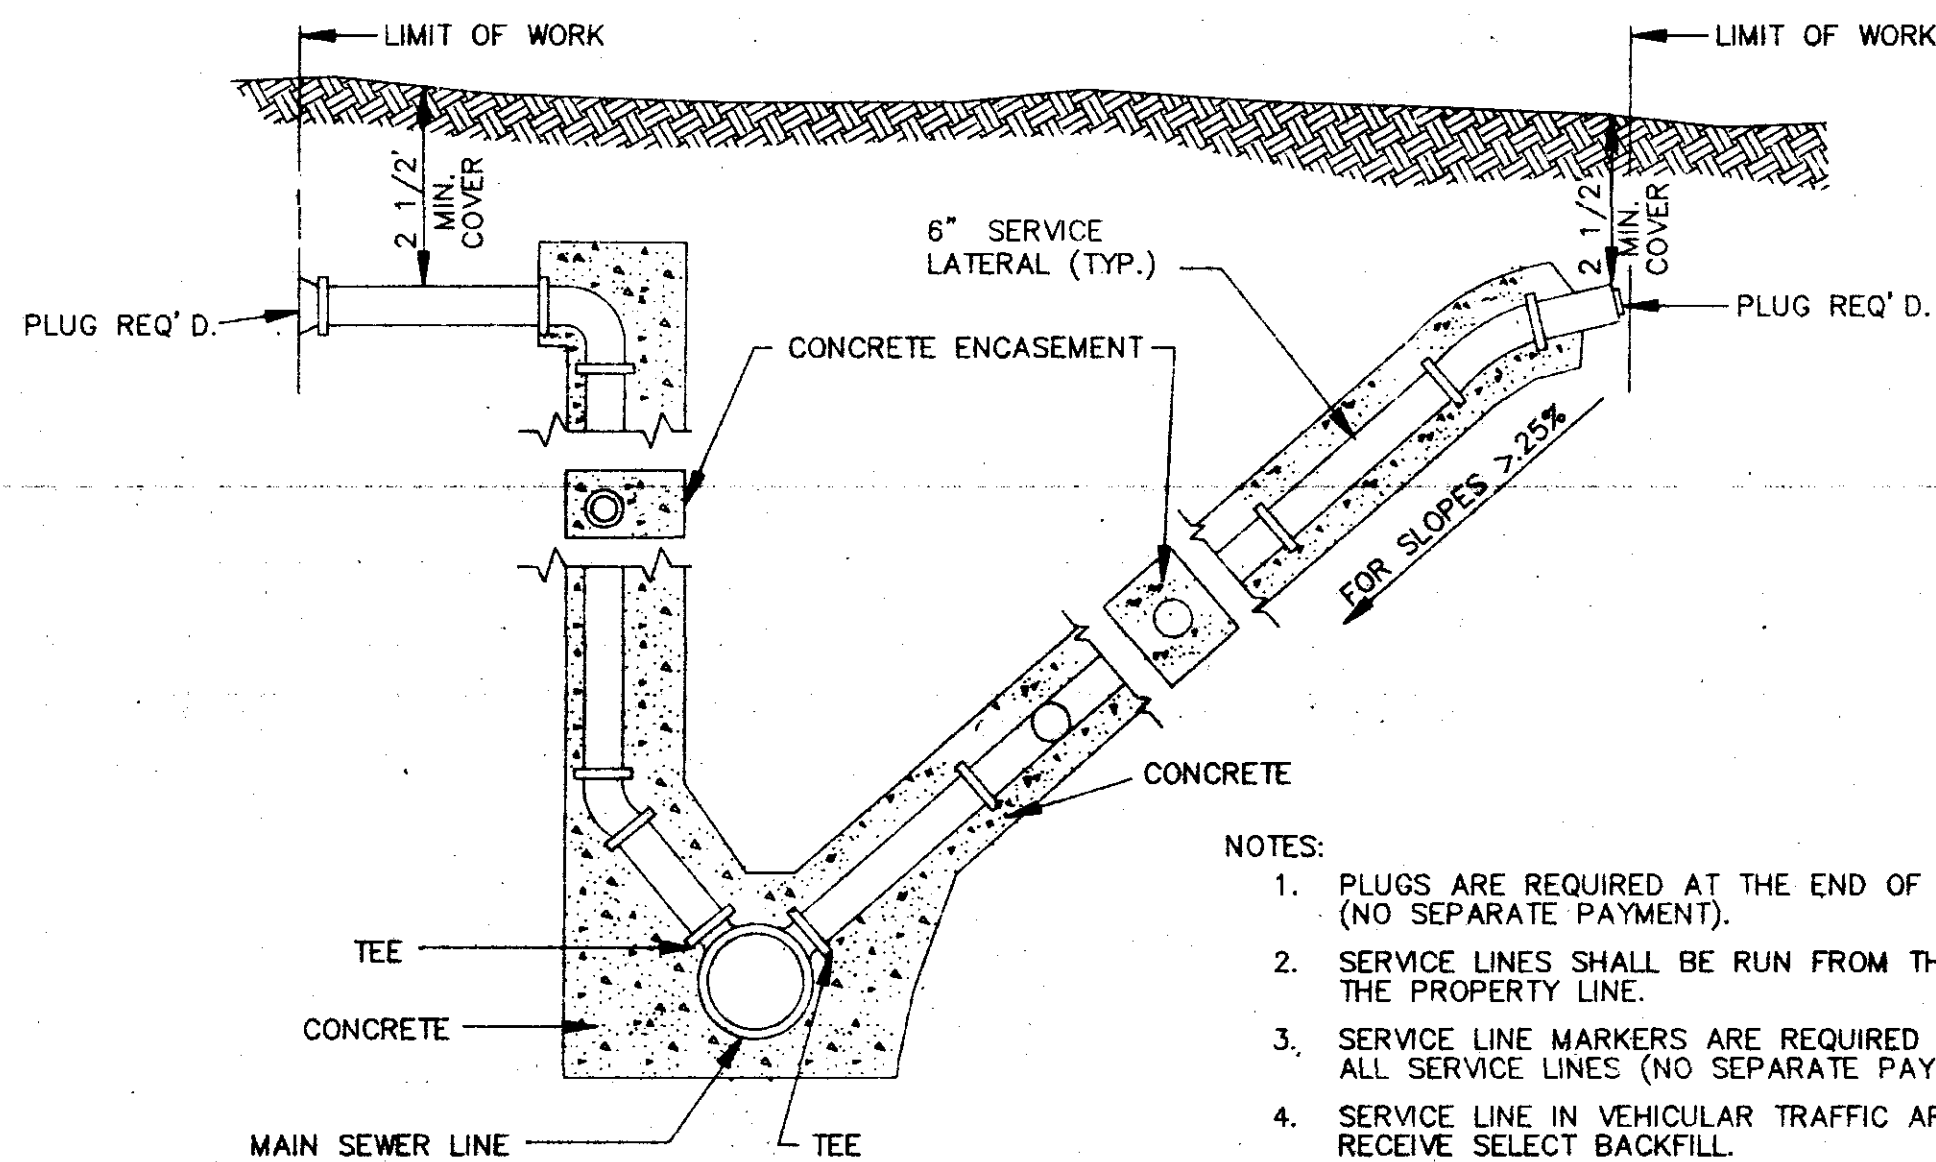 LIMIT OF WORK
LIMIT OF WORK
2 1/2'
MIN.
COVER
6" SERVICE
LATERAL (TYP.)
2 1/2'
MIN.
COVER
PLUG REQ'D.
PLUG REQ'D.
CONCRETE ENCASEMENT
FOR SLOPES >.25%
CONCRETE
TEE
CONCRETE
MAIN SEWER LINE
TEE
NOTES:
1. PLUGS ARE REQUIRED AT THE END OF
(NO SEPARATE PAYMENT).
2. SERVICE LINES SHALL BE RUN FROM TH
THE PROPERTY LINE.
3. SERVICE LINE MARKERS ARE REQUIRED
ALL SERVICE LINES (NO SEPARATE PAY
4. SERVICE LINE IN VEHICULAR TRAFFIC AR
RECEIVE SELECT BACKFILL.